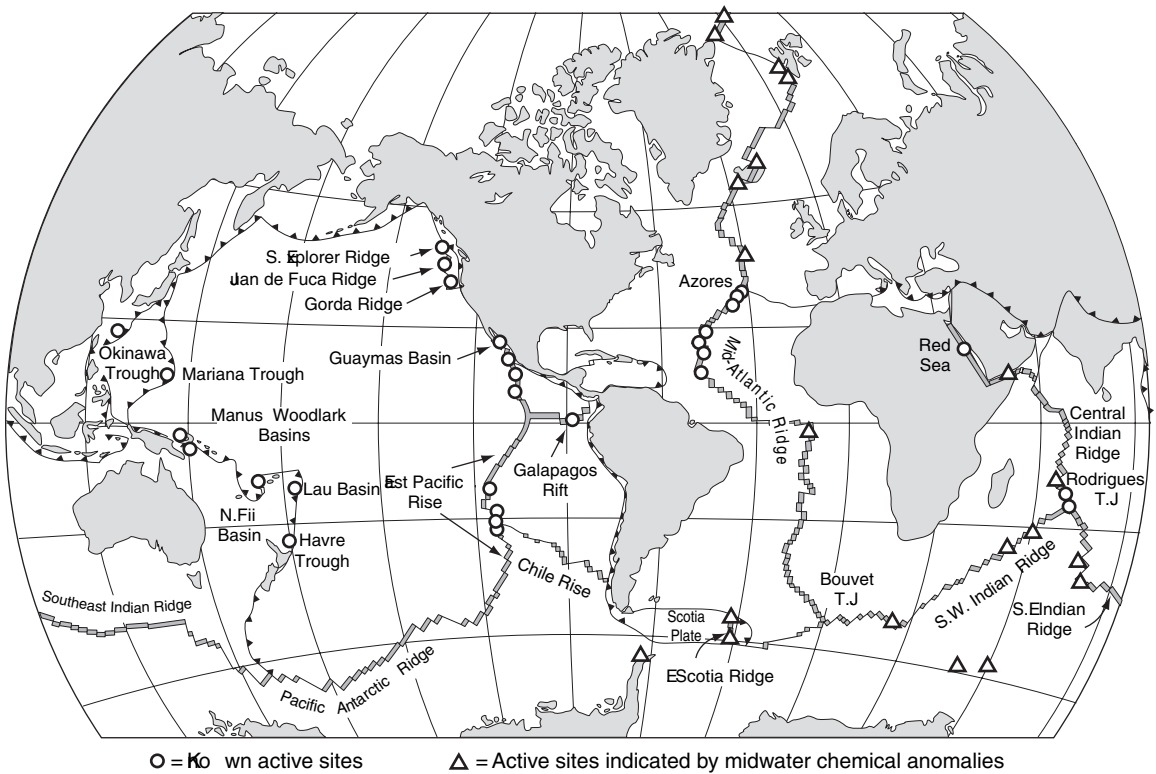 S. Explorer Ridge
Juan de Fuca Ridge
Gorda Ridge
Azores
Okinawa
Trough
Mariana Trough
Guaymas Basin
Mid-Atlantic Ridge
Red
Sea
Manus Woodlark
Basins
Central
Indian
Ridge
Lau Basin
East Pacific
Rise
Galapagos
Rift
Rodrigues
T.J
N.Fii
Basin
Havre
Trough
Chile Rise
Bouvet
T.J
S.W. Indian Ridge
Southeast Indian Ridge
Scotia
Plate
S.EIndian
Ridge
EScotia Ridge
Pacific Antarctic Ridge
= Known active sites
= Active sites indicated by midwater chemical anomalies